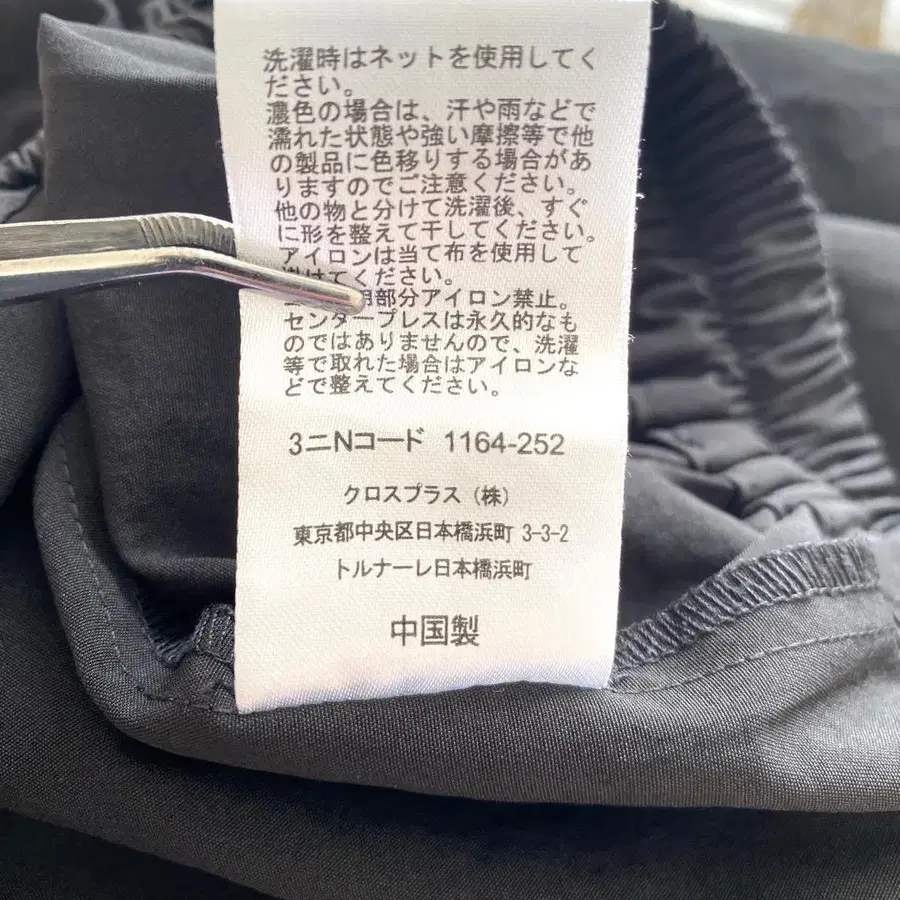 洗濯時はネットを使用してく
ださい。
濃色の場合は、汗や雨などで
濡れた状態や強い摩擦等で他
の製品に色移りする場合があ
りますのでご注意ください。
他の物と分けて洗濯後、すぐ
に形を整えて干してください。
アイロンは当て布を使用して
けてください。
用部分アイロン禁止。
センタープレスは永久的なも
のではありませんので、洗濯
等で取れた場合はアイロンな
どで整えてください。
3ニNコード 1164-252
クロスプラス（株）
東京都中央区日本橋浜町 3-3-2
トルナーレ日本橋浜町
中国製